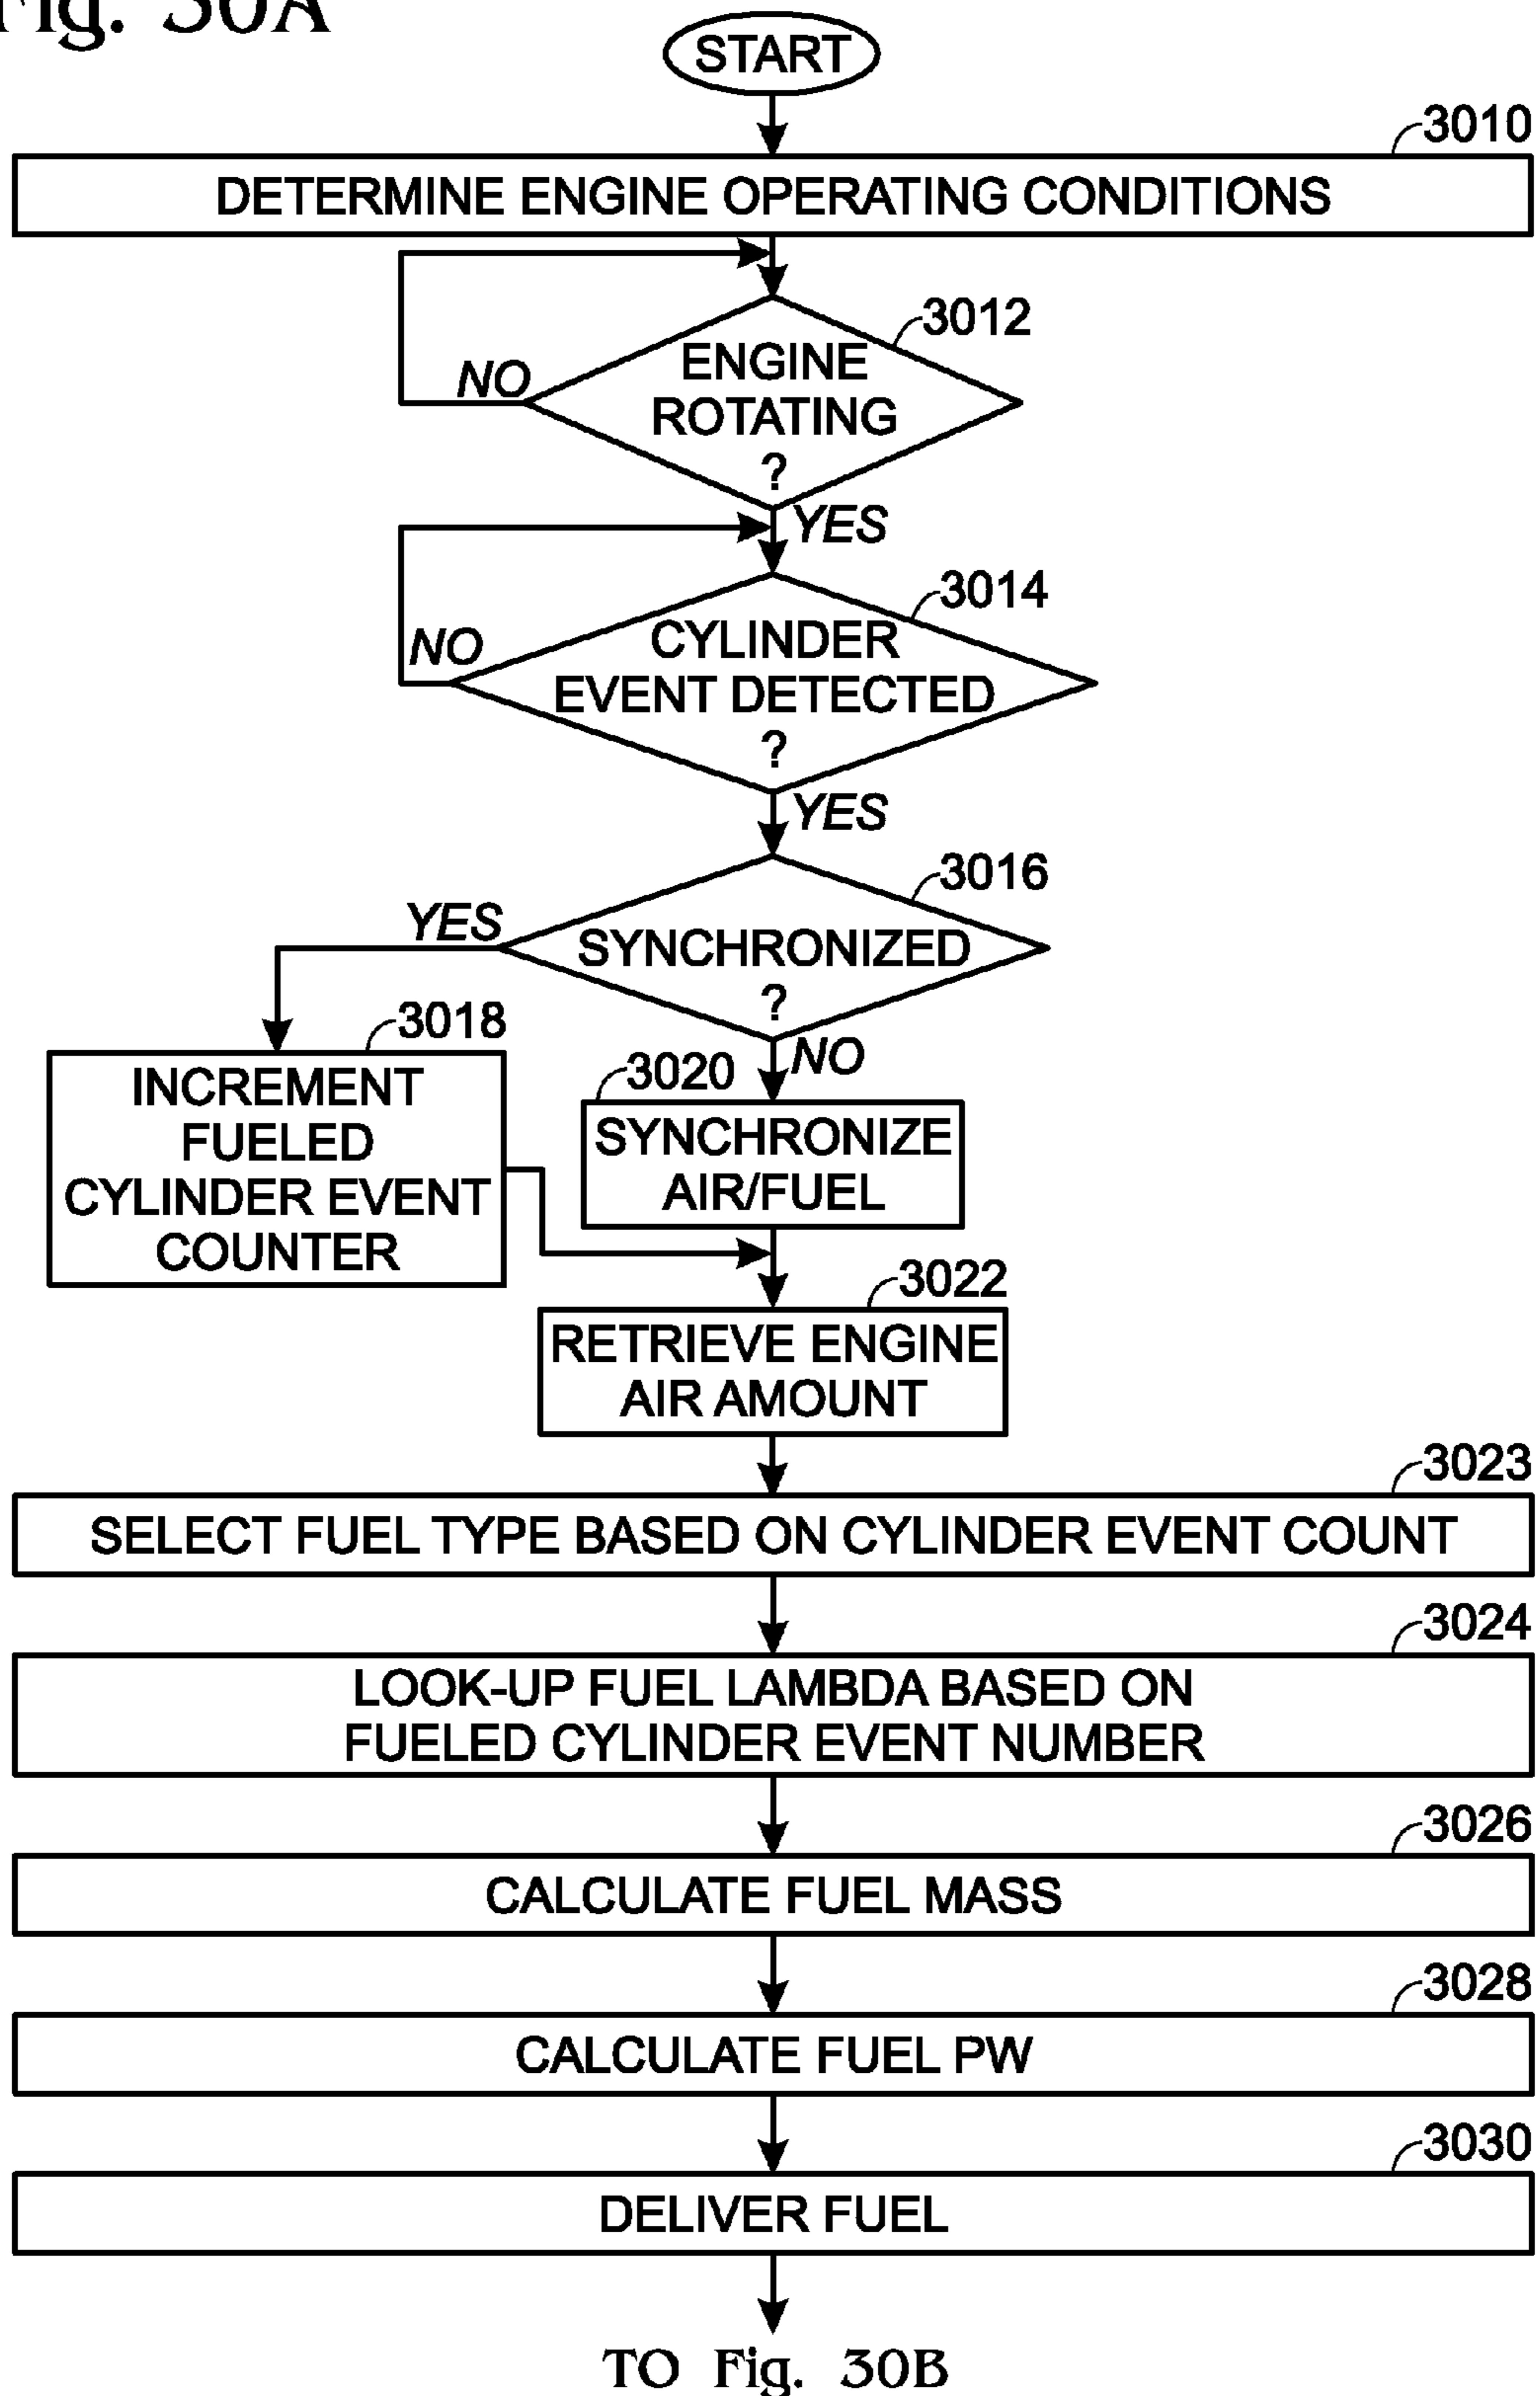 Fig. 30A
START
3010
DETERMINE ENGINE OPERATING CONDITIONS
3012
ENGINE
ROTATING
?
NO
YES
3014
CYLINDER
EVENT DETECTED
?
NO
YES
3016
SYNCHRONIZED
?
YES
NO
3018
INCREMENT
FUELED
CYLINDER EVENT
COUNTER
3020
SYNCHRONIZE
AIR/FUEL
3022
RETRIEVE ENGINE
AIR AMOUNT
3023
SELECT FUEL TYPE BASED ON CYLINDER EVENT COUNT
3024
LOOK-UP FUEL LAMBDA BASED ON
FUELED CYLINDER EVENT NUMBER
3026
CALCULATE FUEL MASS
3028
CALCULATE FUEL PW
3030
DELIVER FUEL
TO Fig. 30B